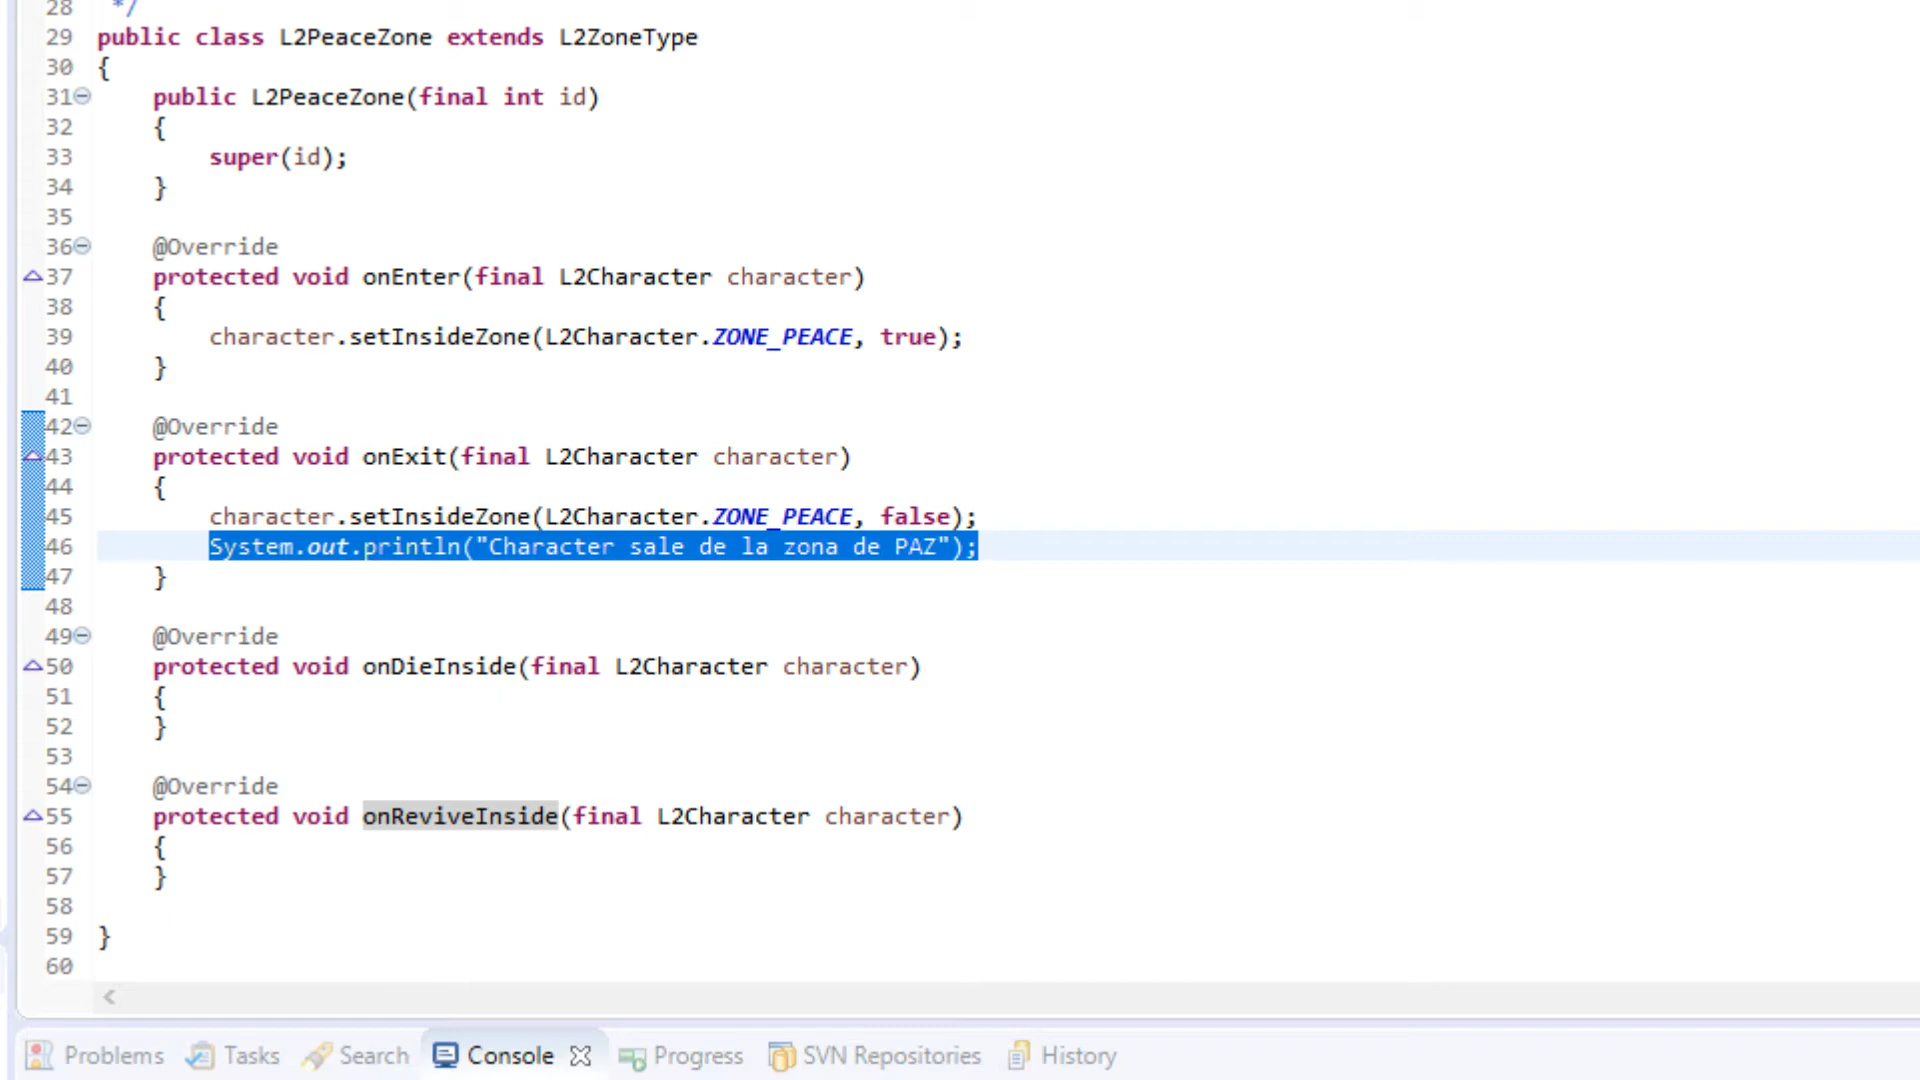 28 */
29 public class L2PeaceZone extends L2ZoneType
30 {
31 public L2PeaceZone(final int id)
32 {
33 super(id);
34 }
35
36 @Override
37 protected void onEnter(final L2Character character)
38 {
39 character.setInsideZone(L2Character.ZONE_PEACE, true);
40 }
41
42 @Override
43 protected void onExit(final L2Character character)
44 {
45 character.setInsideZone(L2Character.ZONE_PEACE, false);
46 System.out.println("Character sale de la zona de PAZ");
47 }
48
49 @Override
50 protected void onDieInside(final L2Character character)
51 {
52 }
53
54 @Override
55 protected void onReviveInside(final L2Character character)
56 {
57 }
58
59 }
60
Problems Tasks Search Console Progress SVN Repositories History